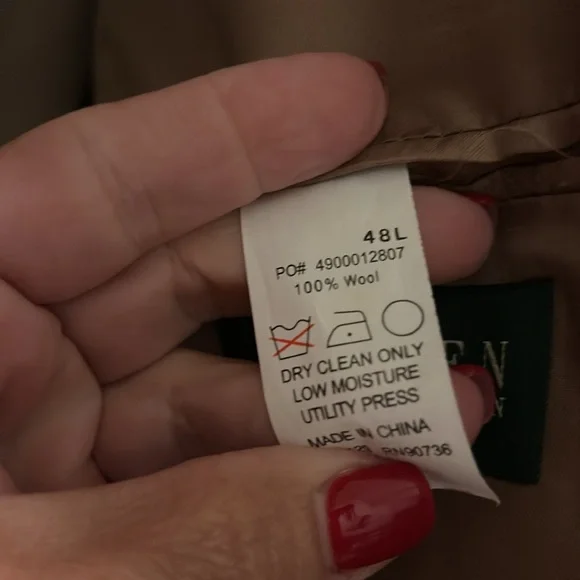 48L
PO# 4900012807
100% Wool
DRY CLEAN ONLY
LOW MOISTURE
UTILITY PRESS
MADE IN CHINA
RN90736